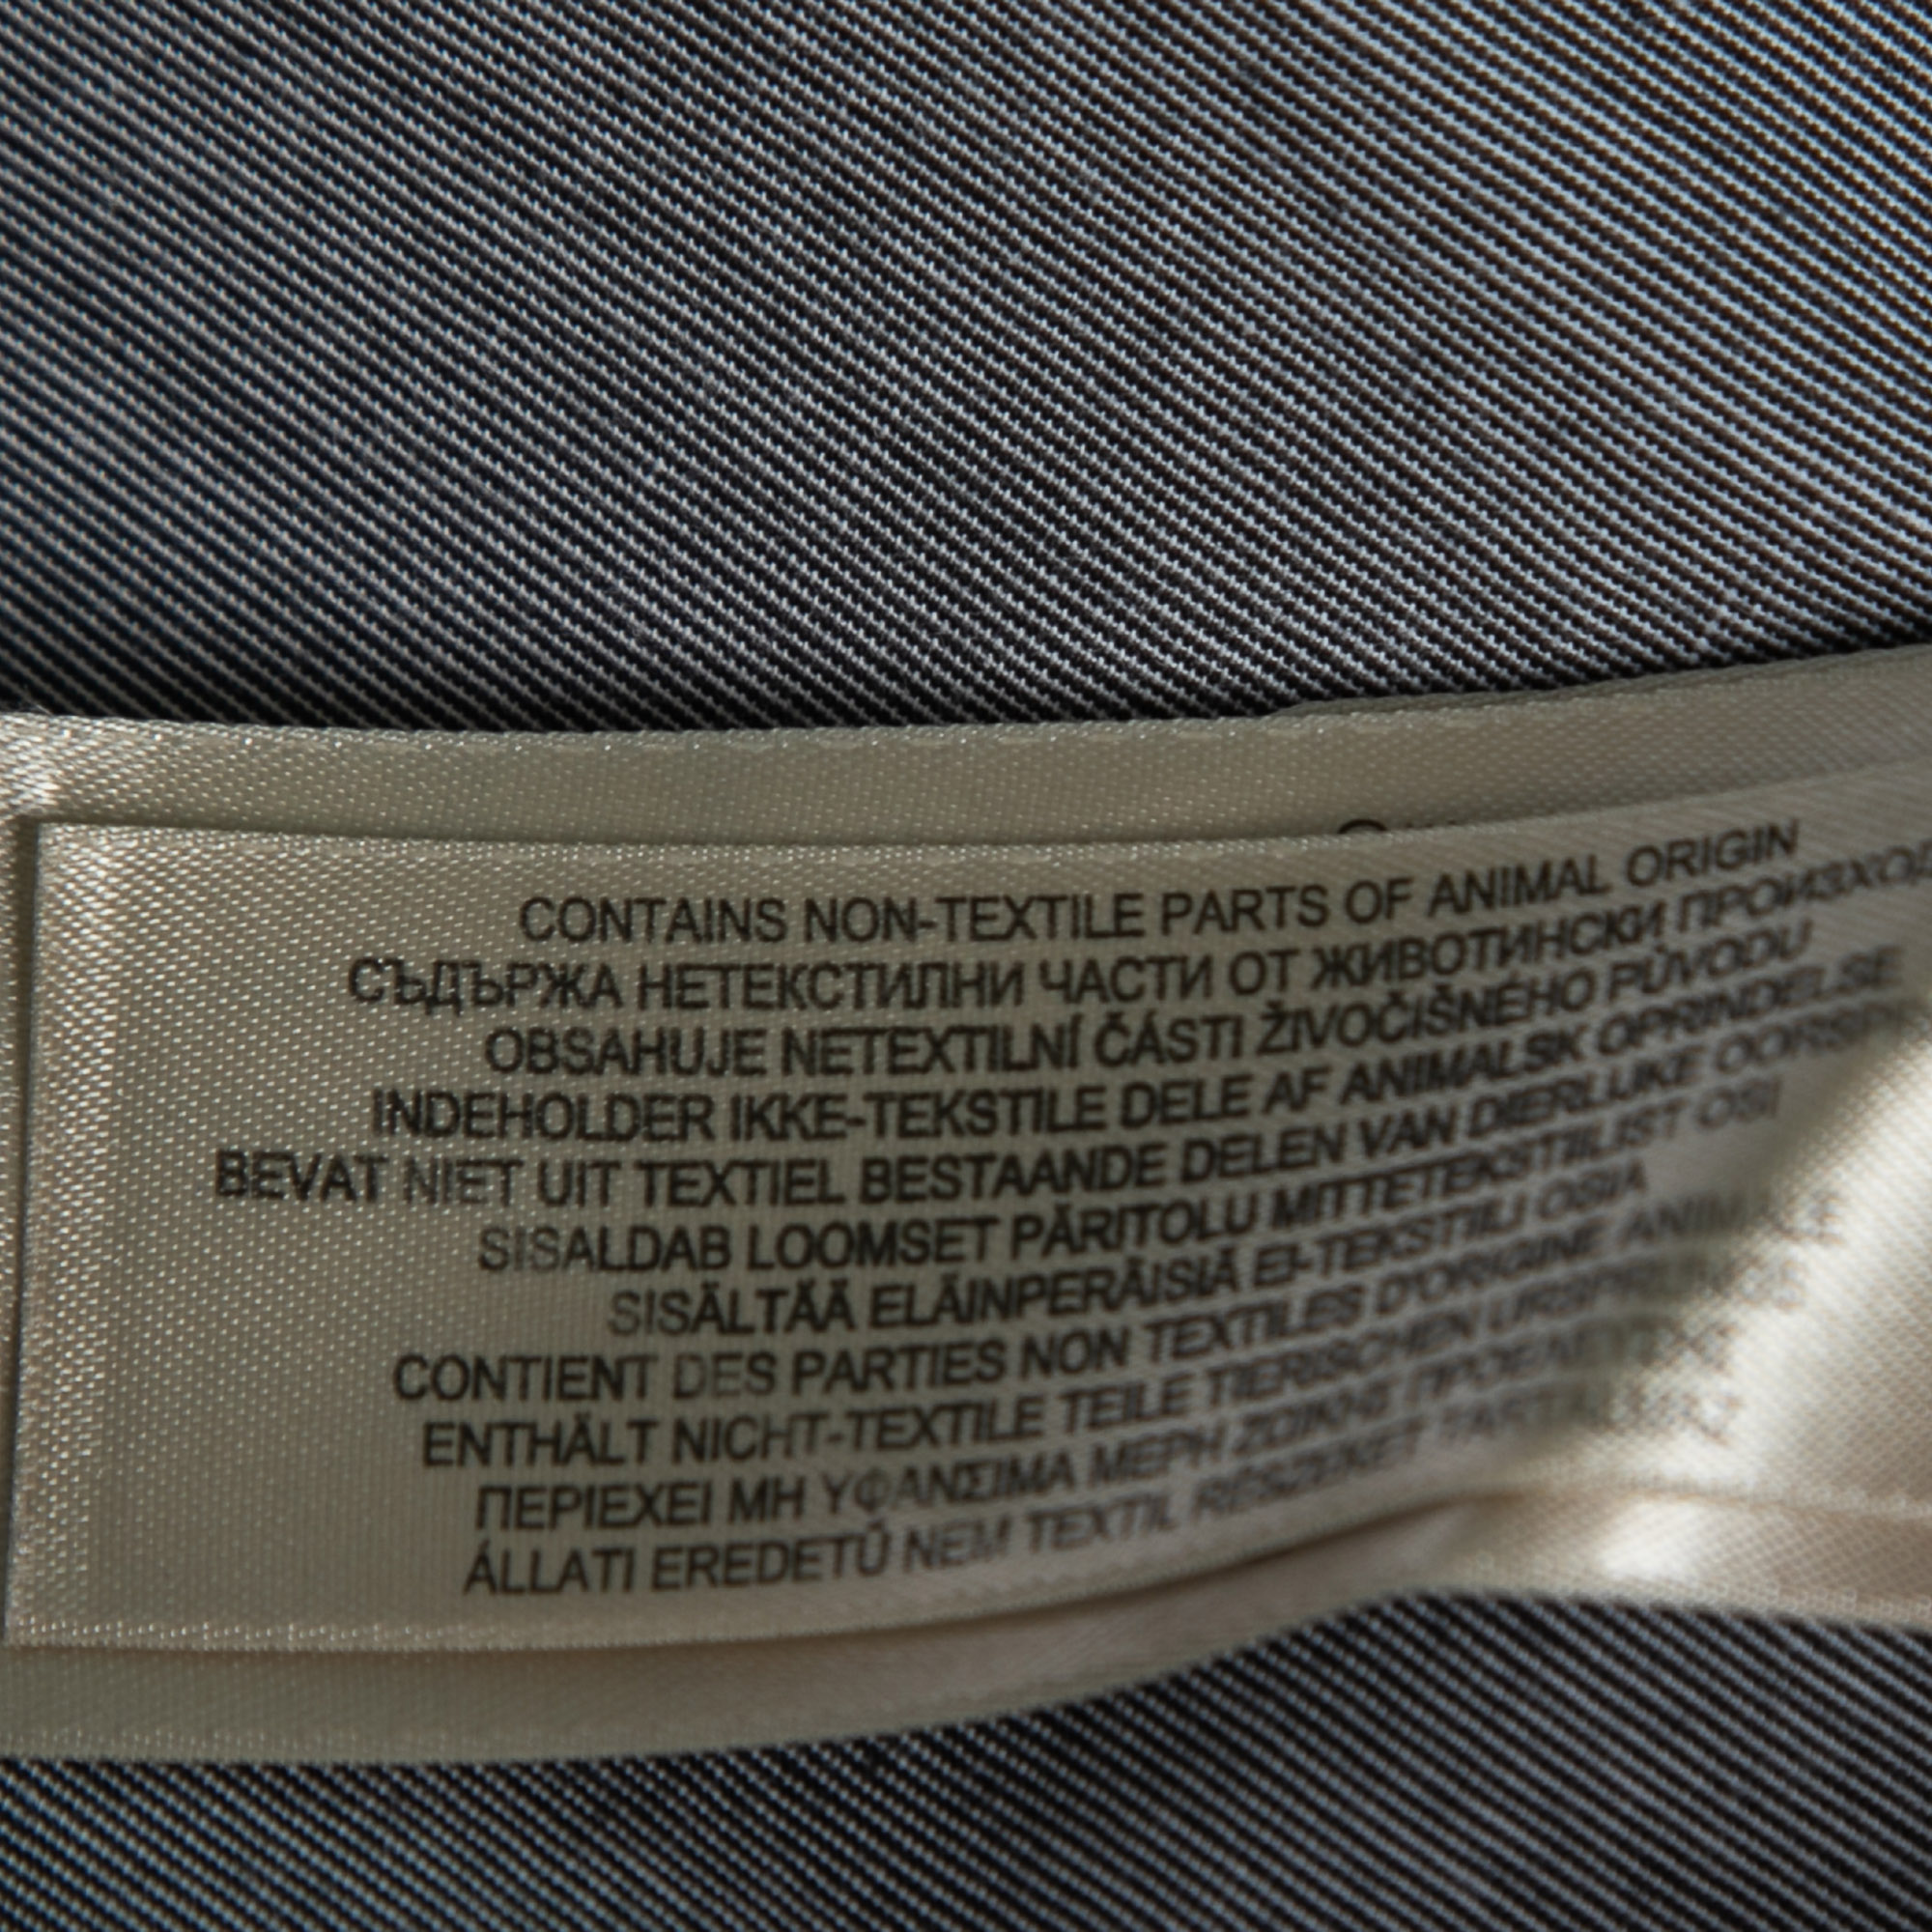 CONTAINS NON-TEXTILE PARTS OF ANIMAL ORIGIN
СЪДЪРЖА НЕТЕКСТИЛНИ ЧАСТИ ОТ ЖИВОТИНСКИ
OBSAHUJE NETEXTILNÍ ČÁSTI ŽIVOČIŠNÉHO PŮVODU
INDEHOLDER IKKE-TEKSTILE DELE AF ANIMALSK OPRINDELSE
BEVAT NIET UIT TEXTIEL BESTAANDE DELEN VAN DIERLIJKE
SISALDAB LOOMSET PÄRITOLU MITTETEKSTIILIST OSI
SISÄLTÄÄ ELÄINPERÄISIÄ EI-TEKSTIILI OSIA
CONTIENT DES PARTIES NON TEXTILES D'ORIGINE
ENTHÄLT NICHT-TEXTILE TEILE TIERISCHEN
ΠΕΡΙΕΧΕΙ ΜΗ ΥΦΑΝΣΙΜΑ ΜΕΡΗ
ÁLLATI EREDETŰ NEM TEXTIL RÉSZEKET